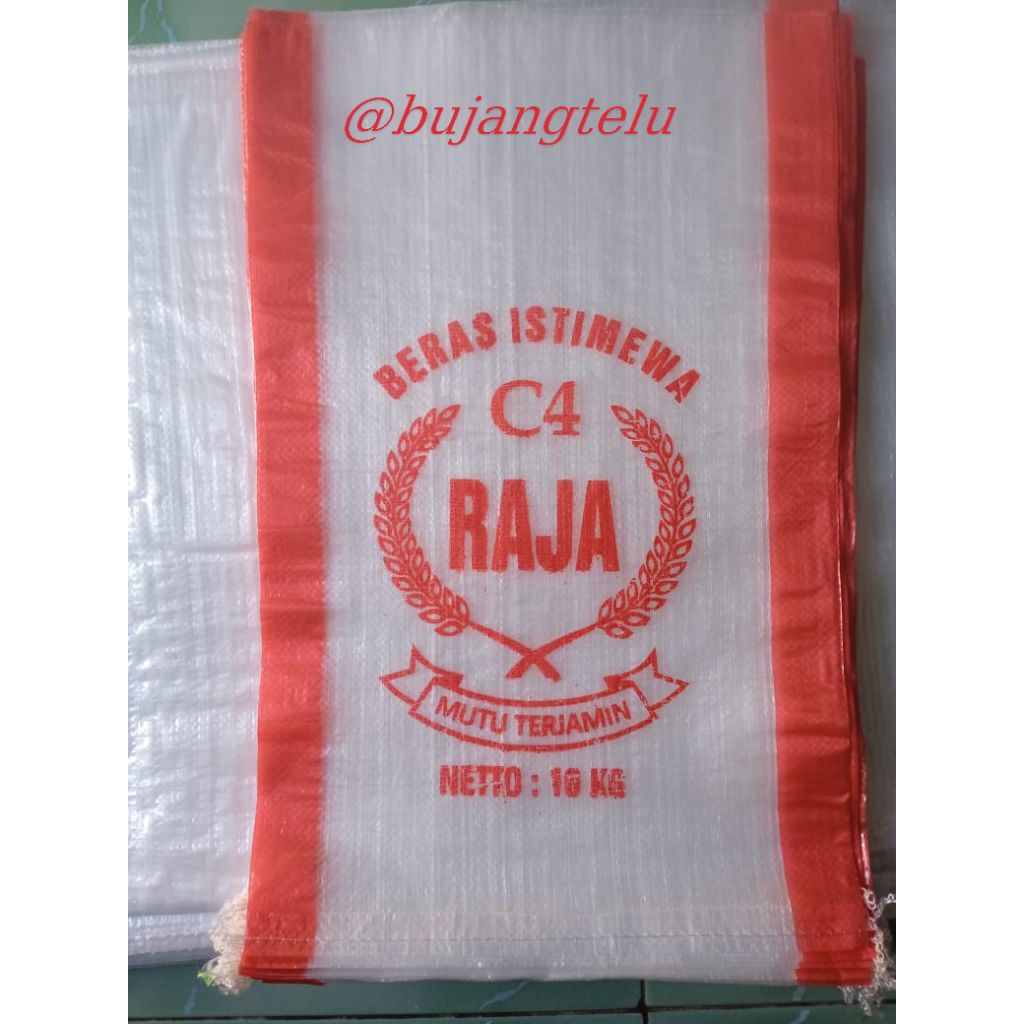 @bujangtelu
BERAS ISTIMEWA
C4
RAJA
MUTU TERJAMIN
NETTO : 10 KG